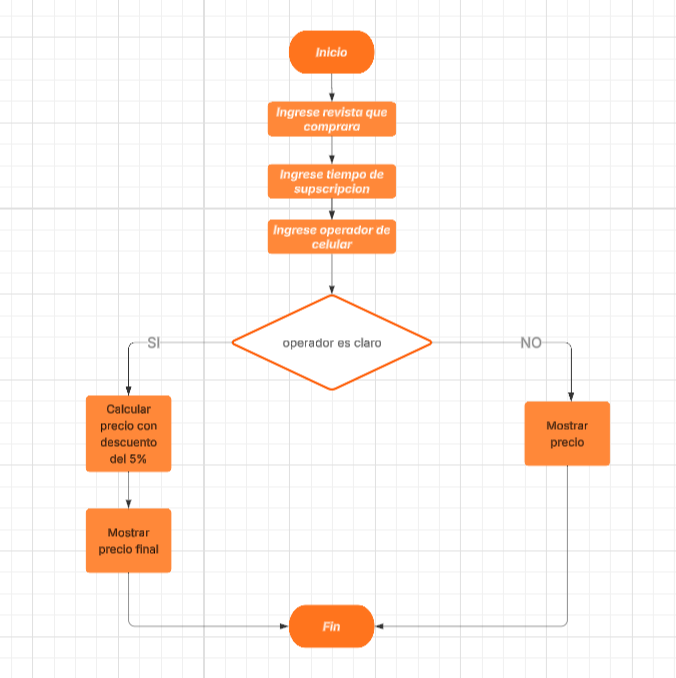 Inicio
Ingrese revista que
comprara
Ingrese tiempo de
supscripcion
Ingrese operador de
celular
operador es claro
SI
NO
Calcular
precio con
descuento
del 5%
Mostrar
precio
Mostrar
precio final
Fin